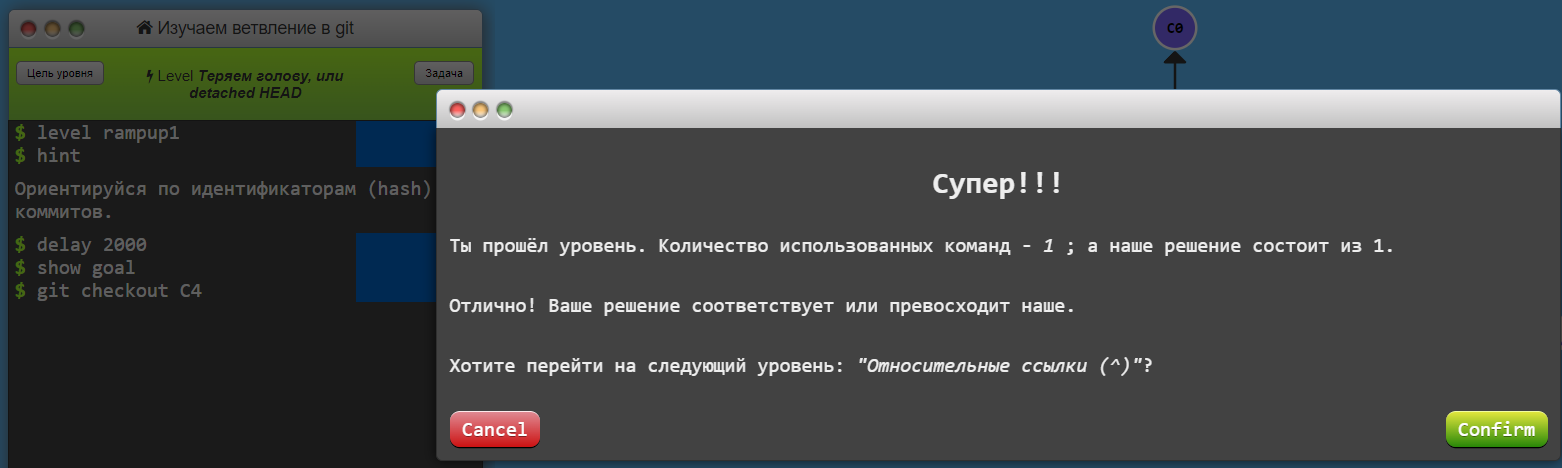 Изучаем ветвление в git
Цель уровня
Level Теряем голову, или
detached HEAD
Задача
$ level rampup1
$ hint
Ориентируйся по идентификаторам (hash)
коммитов.
$ delay 2000
$ show goal
$ git checkout C4
C0
Супер!!!
Ты прошёл уровень. Количество использованных команд - 1 ; а наше решение состоит из 1.
Отлично! Ваше решение соответствует или превосходит наше.
Хотите перейти на следующий уровень: "Относительные ссылки (^)"?
Cancel
Confirm